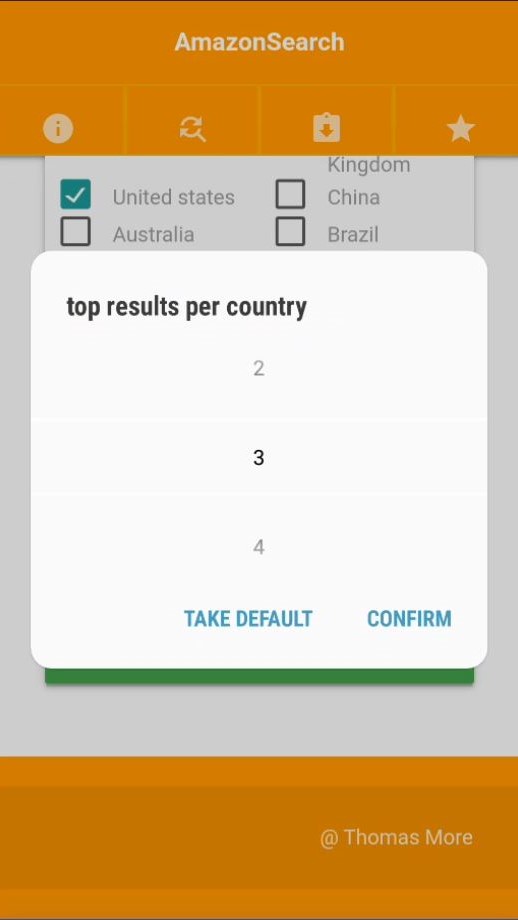 AmazonSearch
Kingdom
United states
China
Australia
Brazil
top results per country
2
3
4
TAKE DEFAULT
CONFIRM
@ Thomas More